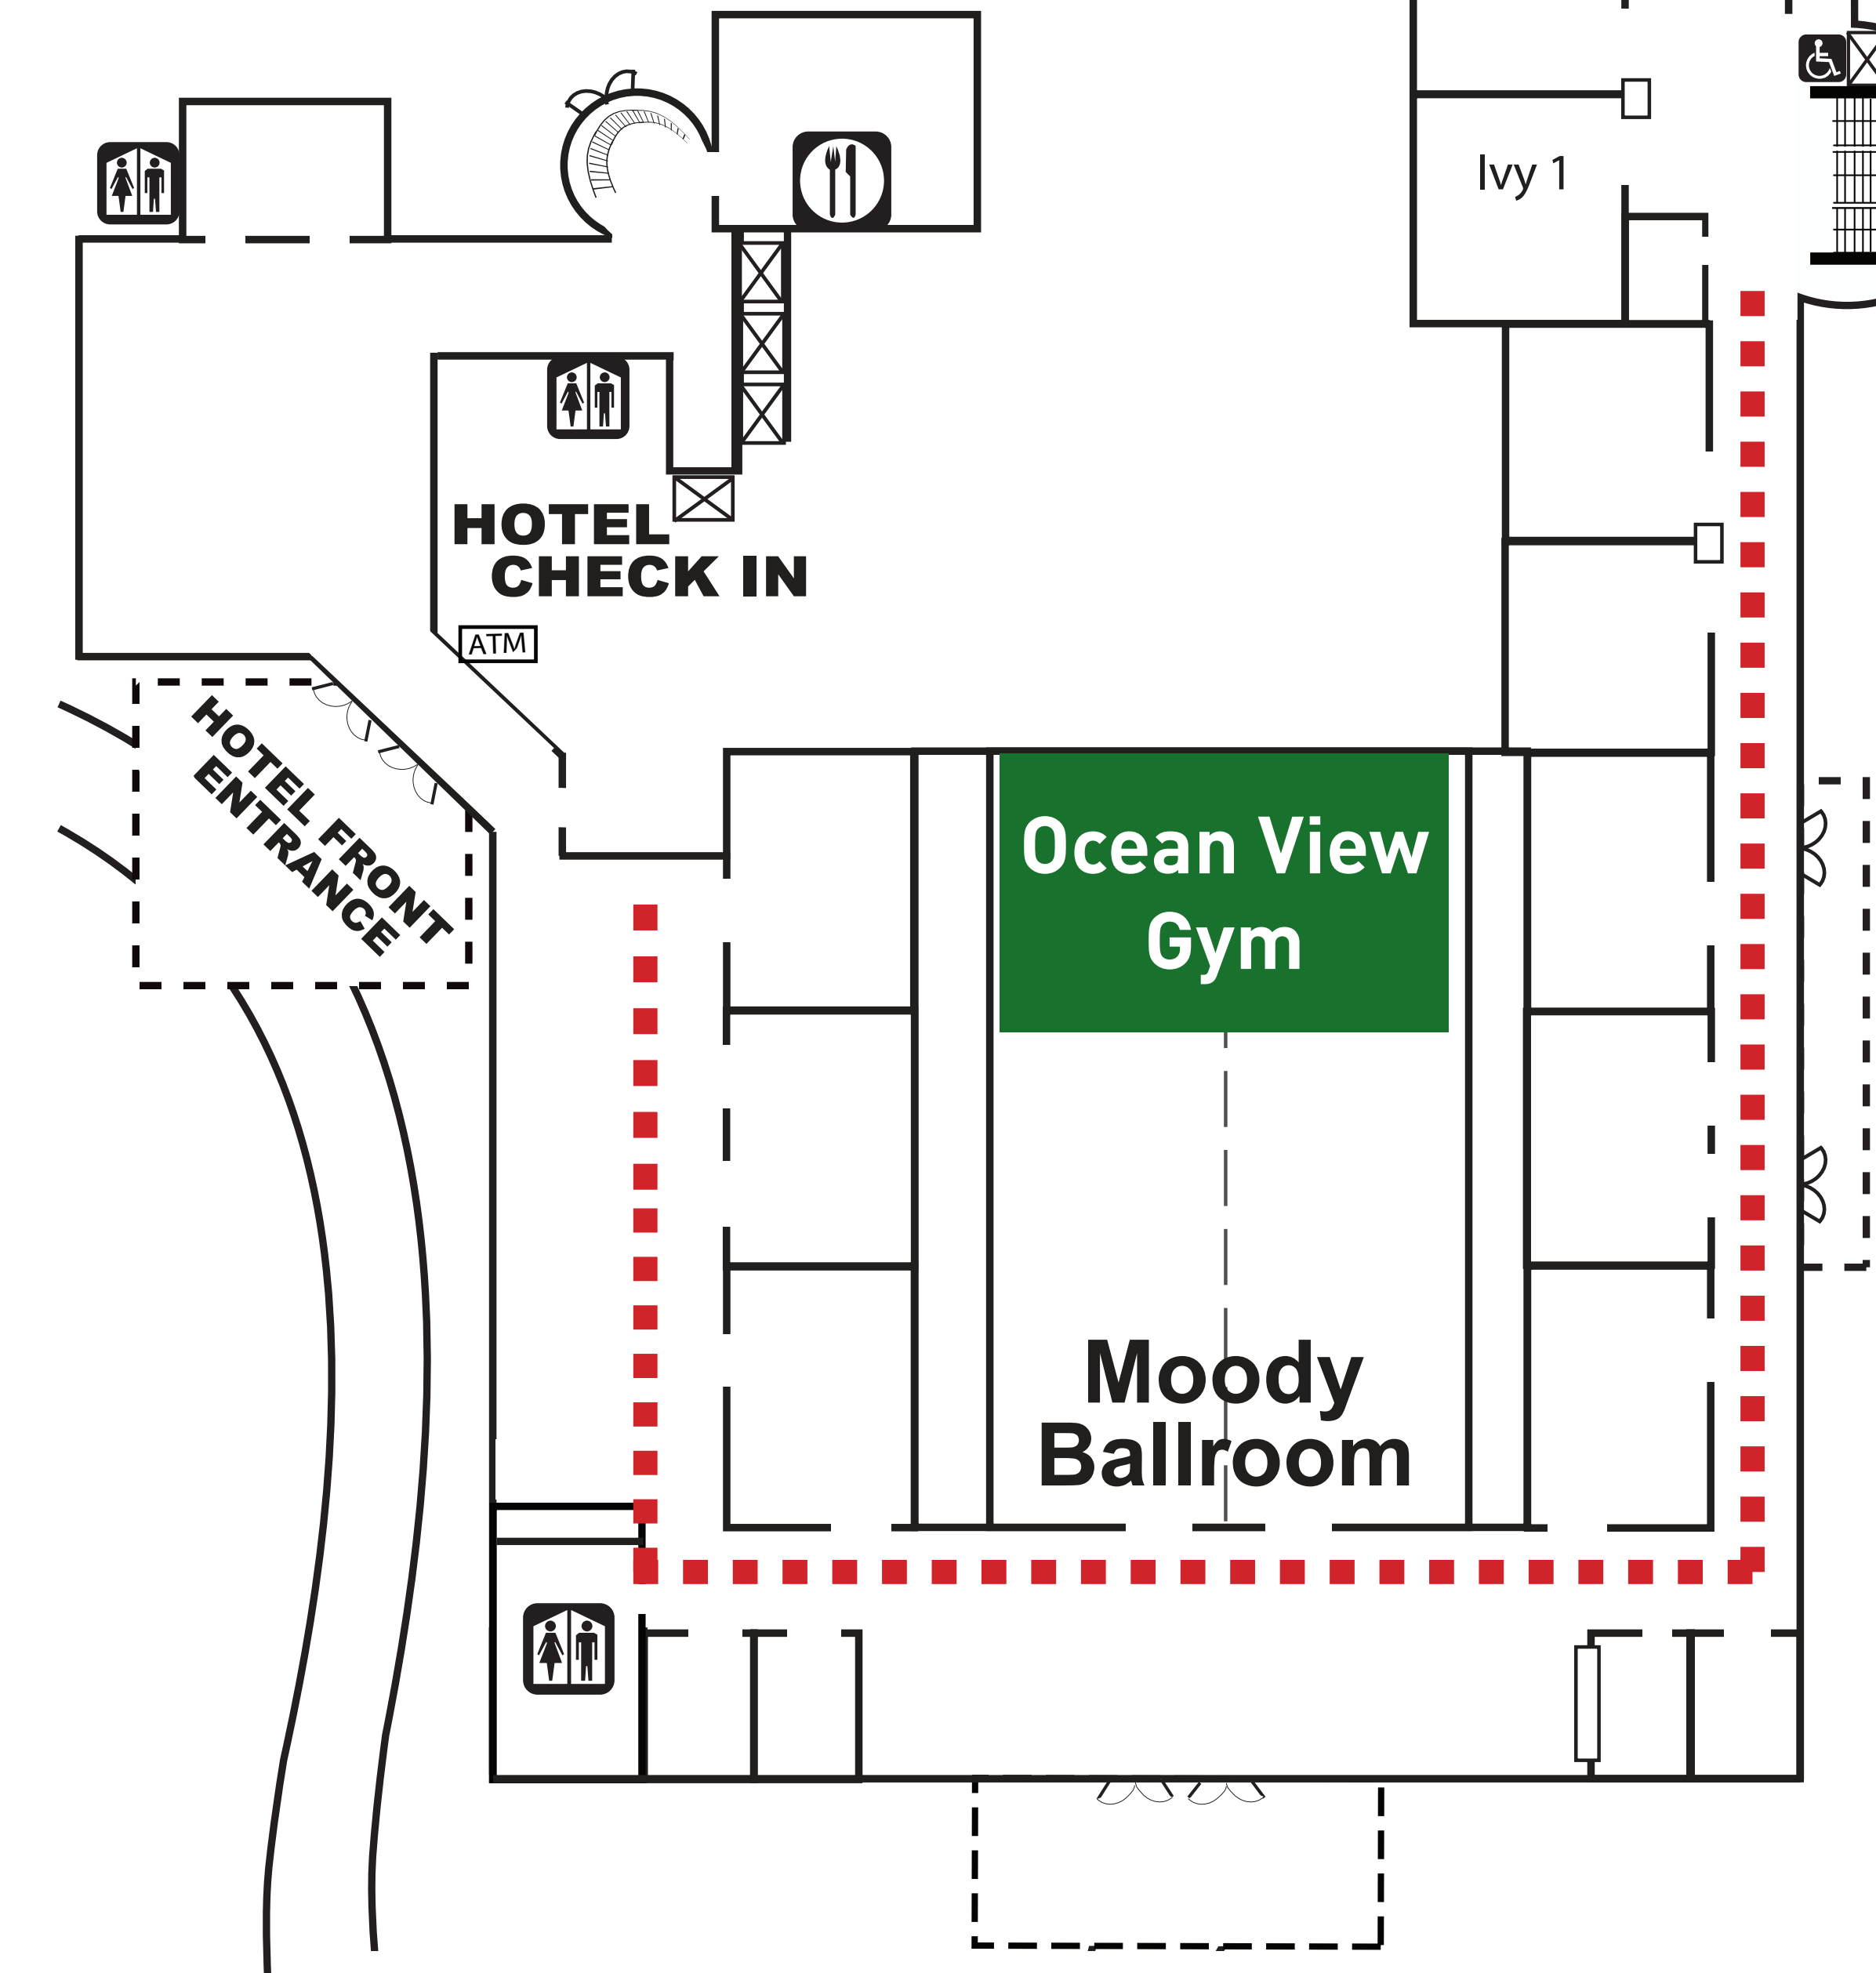 Ivy 1
HOTEL
CHECK IN
ATM
HOTEL FRONT
ENTRANCE
Ocean View
Gym
Moody
Ballroom